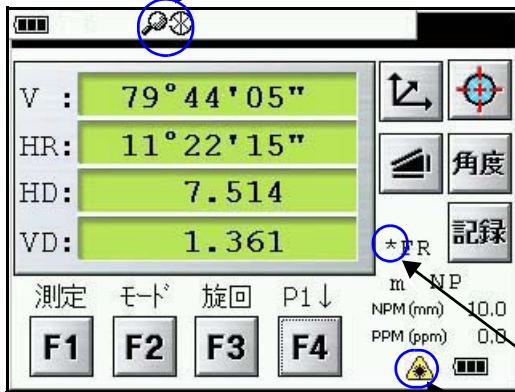 V : 79°44'05"
HR: 11°22'15"
HD: 7.514
VD: 1.361
角度
記録
*FR
m NP
NPM (mm) 10.0
PPM (ppm) 0.0
測定 モード 旋回 P1↓
F1 F2 F3 F4